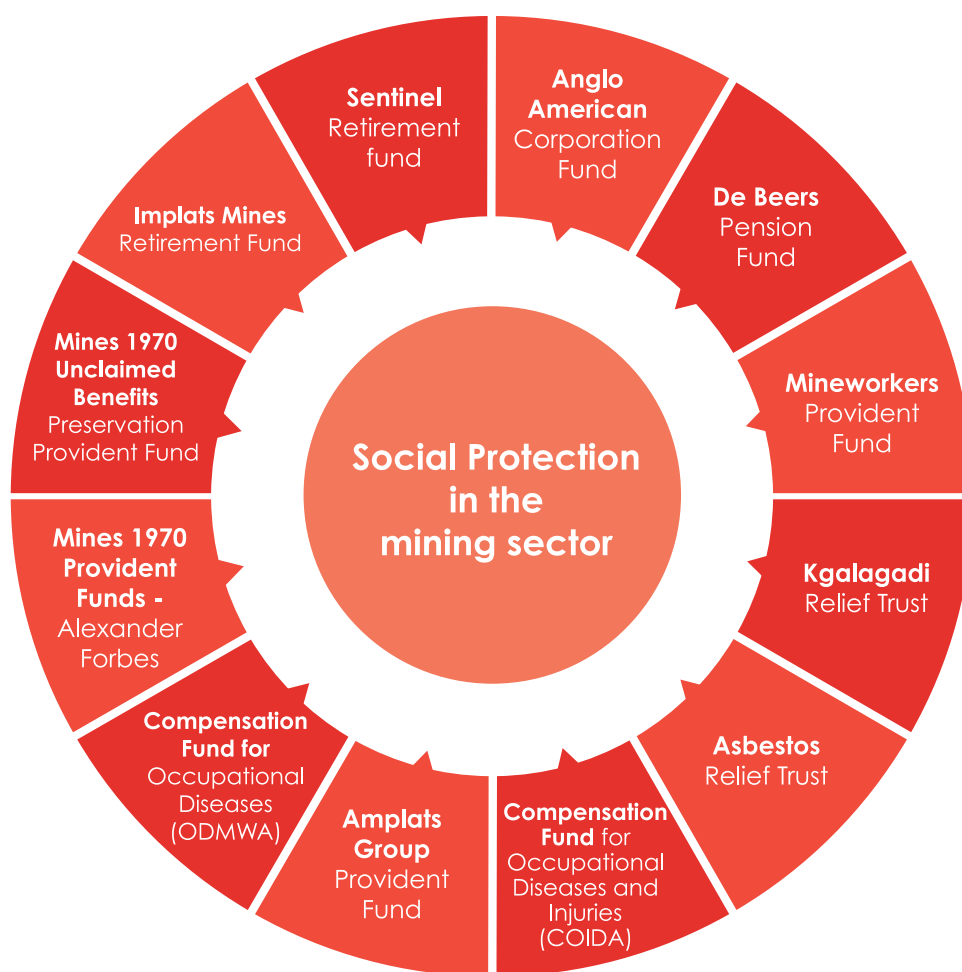 Social Protection
in the
mining sector
Anglo
American
Corporation
Fund
De Beers
Pension
Fund
Mineworkers
Provident
Fund
Kgalagadi
Relief Trust
Asbestos
Relief Trust
Compensation
Fund for
Occupational
Diseases and
Injuries
(COIDA)
Amplats
Group
Provident
Fund
Compensation
Fund for
Occupational
Diseases
(ODMWA)
Mines 1970
Provident
Funds -
Alexander
Forbes
Mines 1970
Unclaimed
Benefits
Preservation
Provident Fund
Implats Mines
Retirement Fund
Sentinel
Retirement
fund